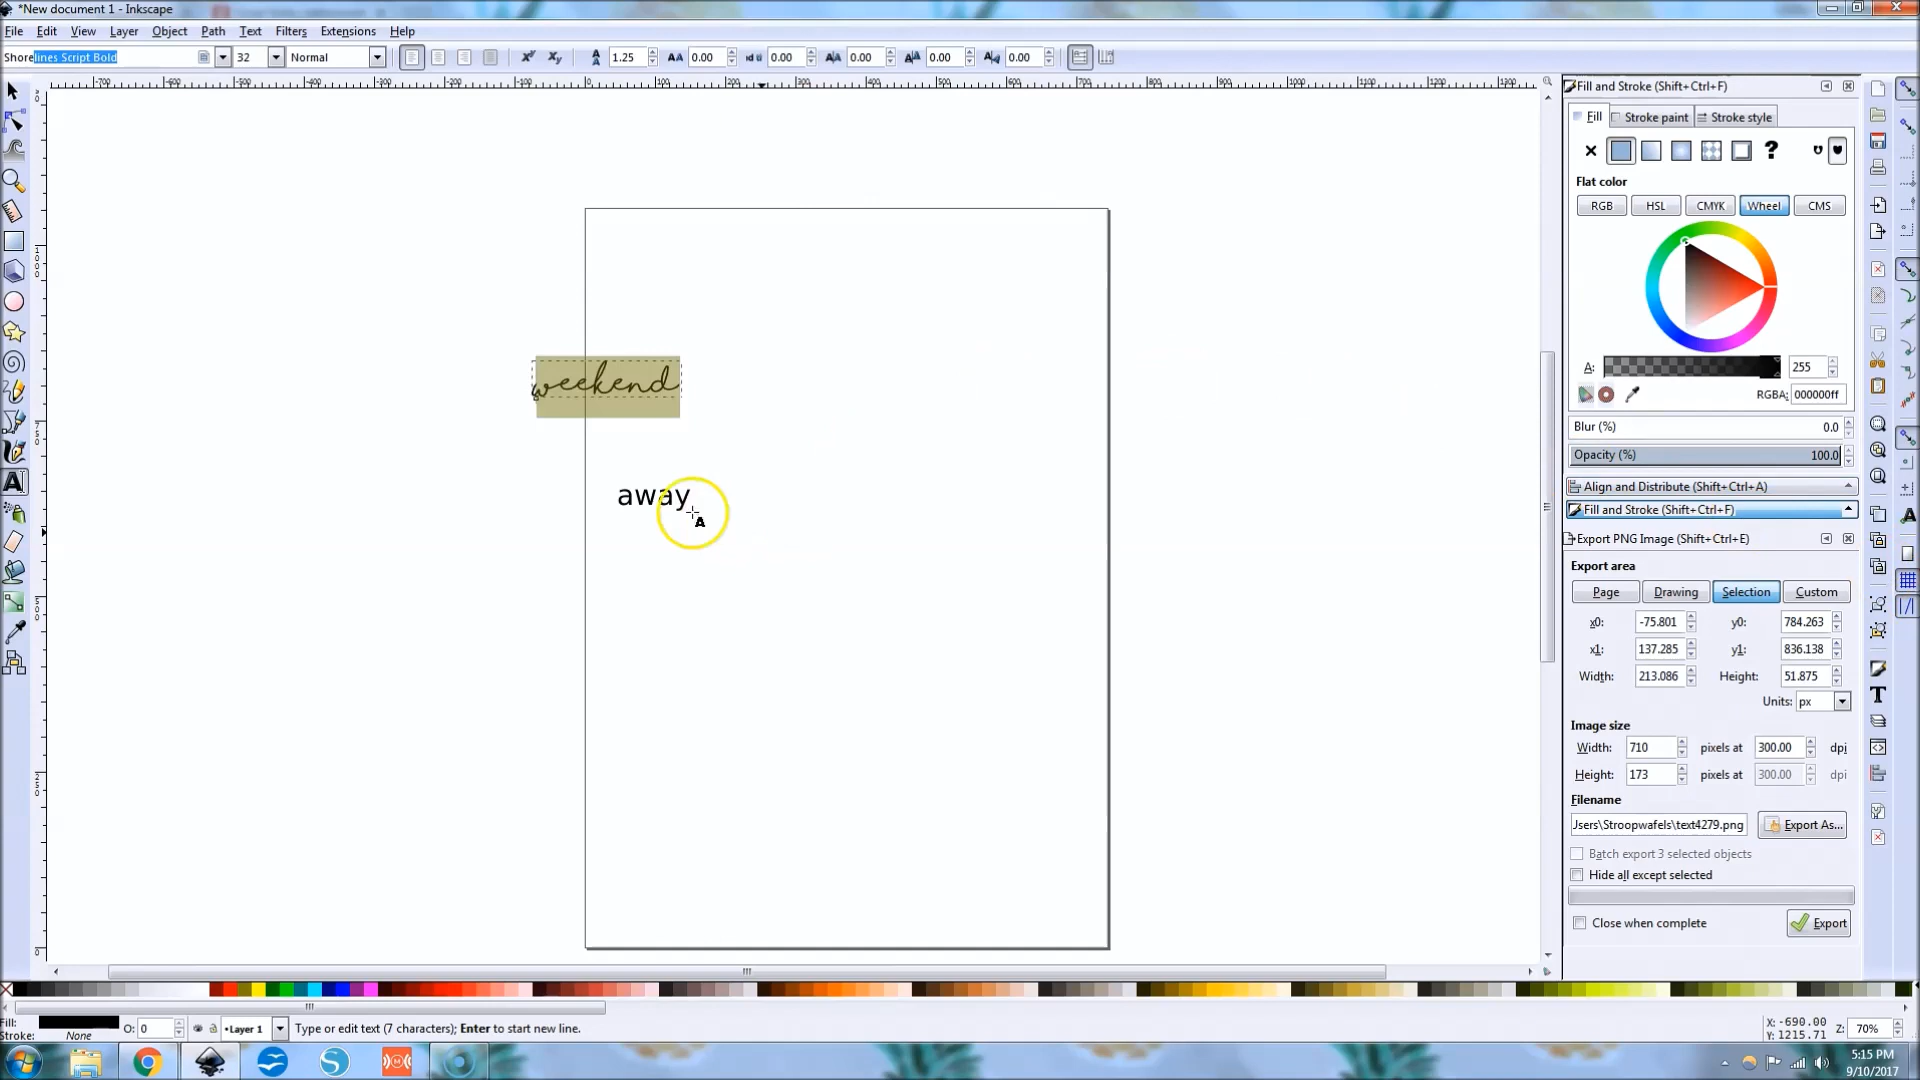 *New document 1 - Inkscape
File Edit View Layer Object Path Text Filters Extensions Help
Shorelines Script Bold 32 Normal 1.25 0.00 0.00 0.00 0.00 0.00
Fill and Stroke (Shift+Ctrl+F)
Fill Stroke paint Stroke style
Flat color
RGB HSL CMYK Wheel CMS
weekend
A: 255
RGBA: 000000ff
Blur (%) 0.0
Opacity (%) 100.0
away
Align and Distribute (Shift+Ctrl+A)
Fill and Stroke (Shift+Ctrl+F)
Export PNG Image (Shift+Ctrl+E)
Export area
Page Drawing Selection Custom
x0: -75.801 y0: 784.263
x1: 137.285 y1: 836.138
Width: 213.086 Height: 51.875
Units: px
Image size
Width: 710 pixels at 300.00 dpi
Height: 173 pixels at 300.00 dpi
Filename
Jsers\Stroopwafels\text4279.png Export As...
Batch export 3 selected objects
Hide all except selected
Close when complete Export
Fill: O: 0 Layer 1 Type or edit text (7 characters); Enter to start new line. X: -690.00 Z: 70%
Stroke: None Y: 1215.71
5:15 PM
9/10/2017